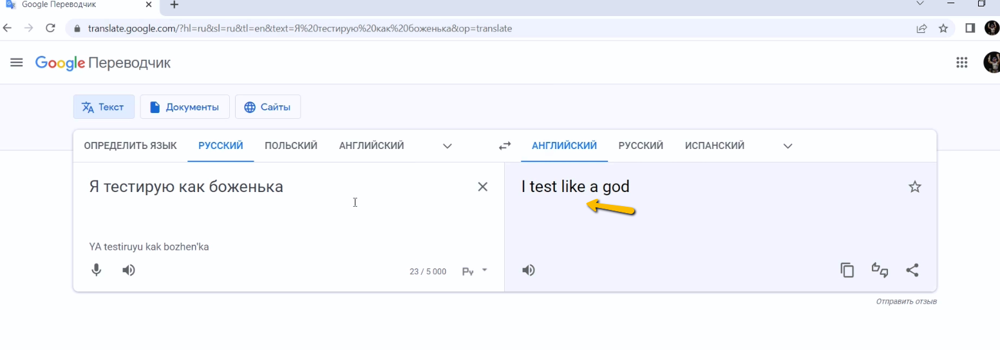 Google Переводчик
translate.google.com/?hl=ru&sl=ru&tl=en&text=Я%20тестирую%20как%20боженька&op=translate
Google Переводчик
Текст
Документы
Сайты
ОПРЕДЕЛИТЬ ЯЗЫК РУССКИЙ ПОЛЬСКИЙ АНГЛИЙСКИЙ АНГЛИЙСКИЙ РУССКИЙ ИСПАНСКИЙ
Я тестирую как боженька
I test like a god
YA testiruyu kak bozhen'ka
23 / 5 000
Ру
Отправить отзыв